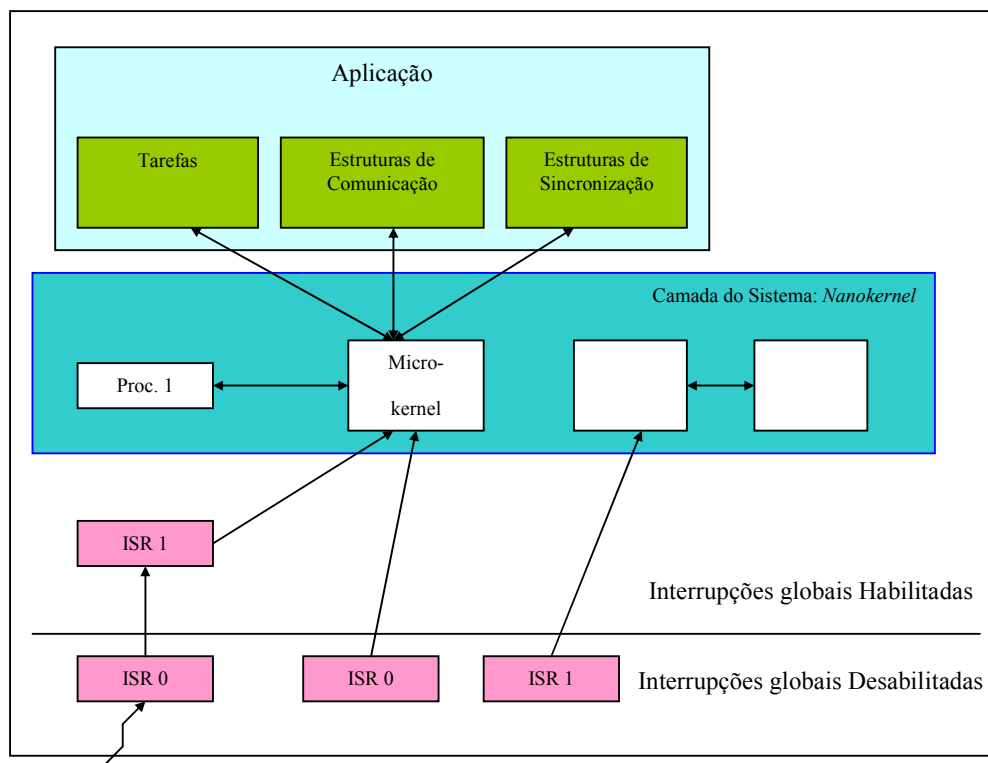 Aplicação
Tarefas
Estruturas de
Comunicação
Estruturas de
Sincronização
Camada do Sistema: Nanokernel
Proc. 1
Micro-
kernel
ISR 1
Interrupções globais Habilitadas
ISR 0
ISR 0
ISR 1
Interrupções globais Desabilitadas